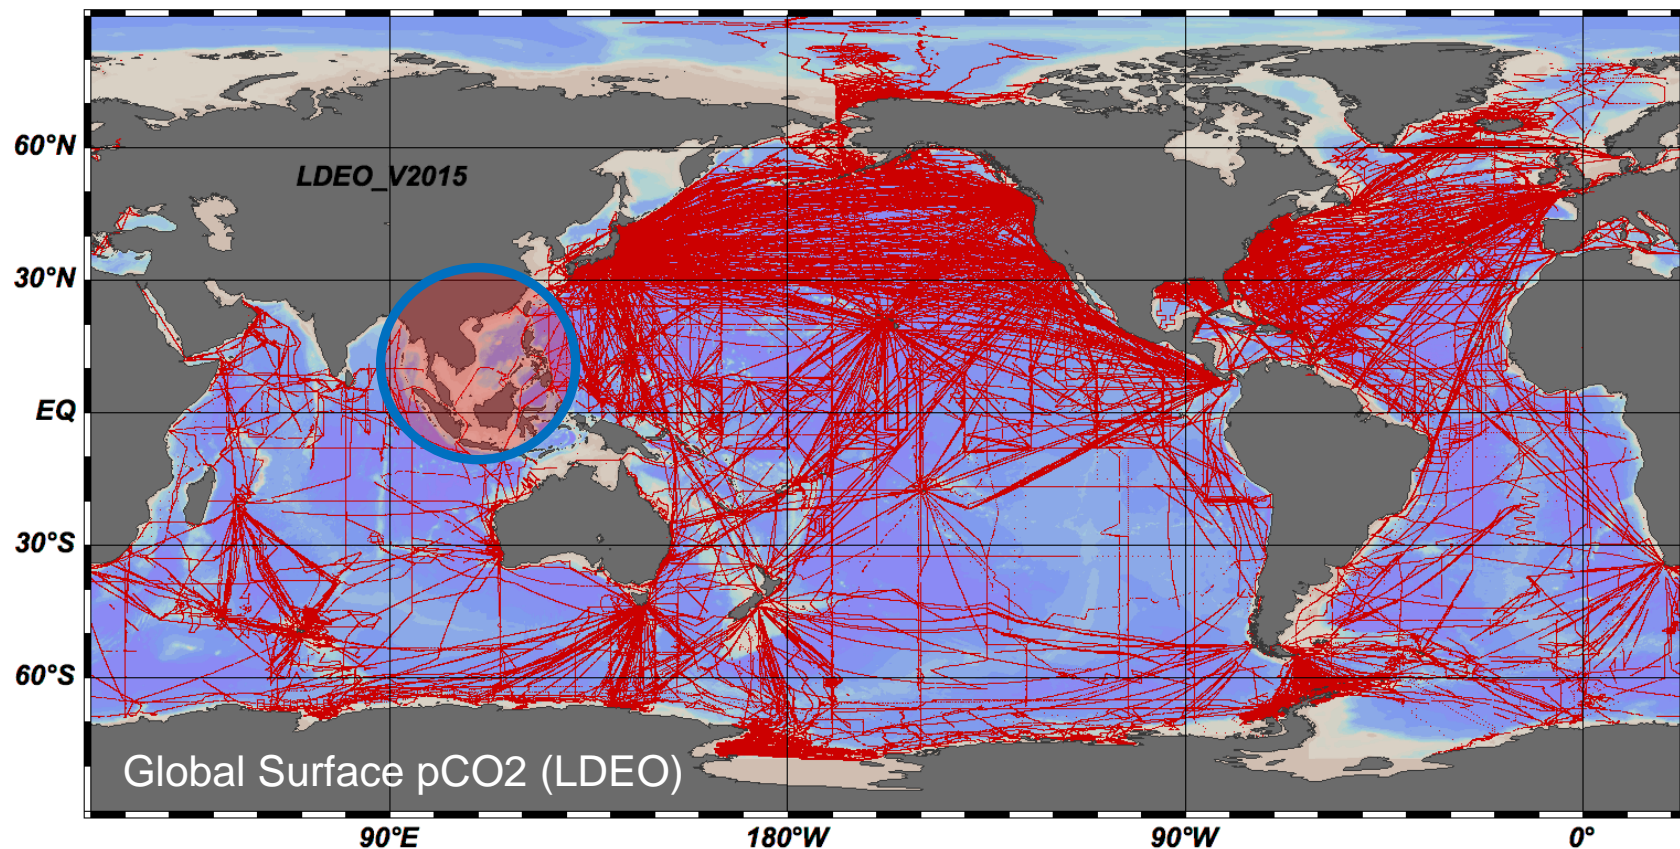 60°N
LDEO_V2015
30°N
EQ
30°S
60°S
Global Surface pCO2 (LDEO)
90°E 180°W 90°W 0°